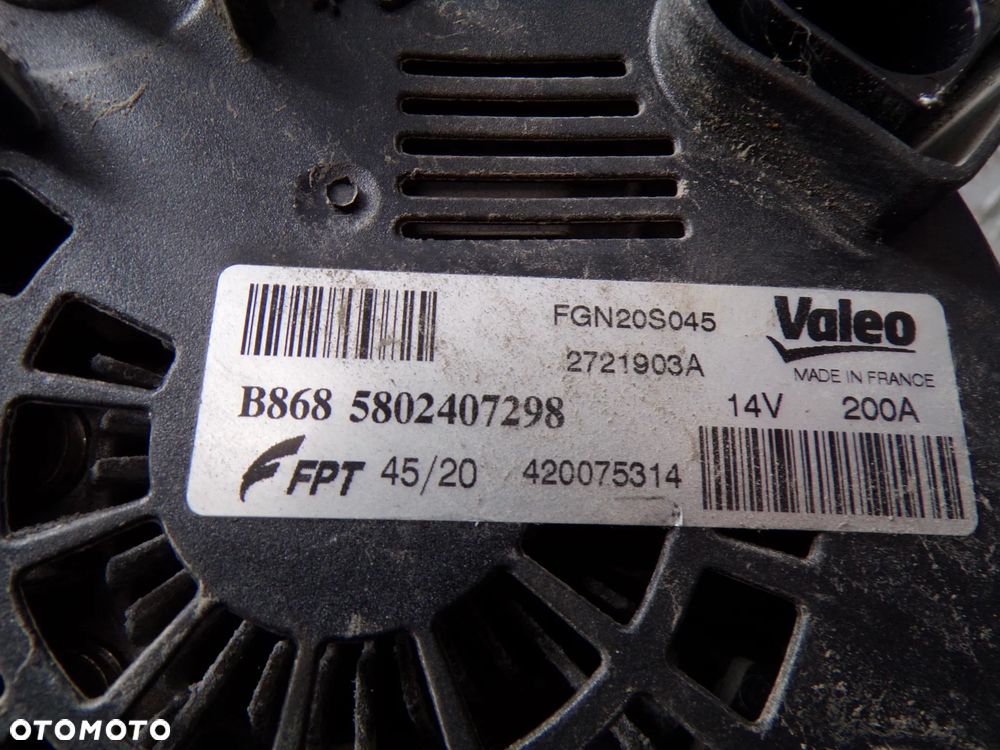 FGN20S045
Valeo
2721903A
MADE IN FRANCE
B868 5802407298
14V 200A
FPT 45/20 420075314
OTOMOTO